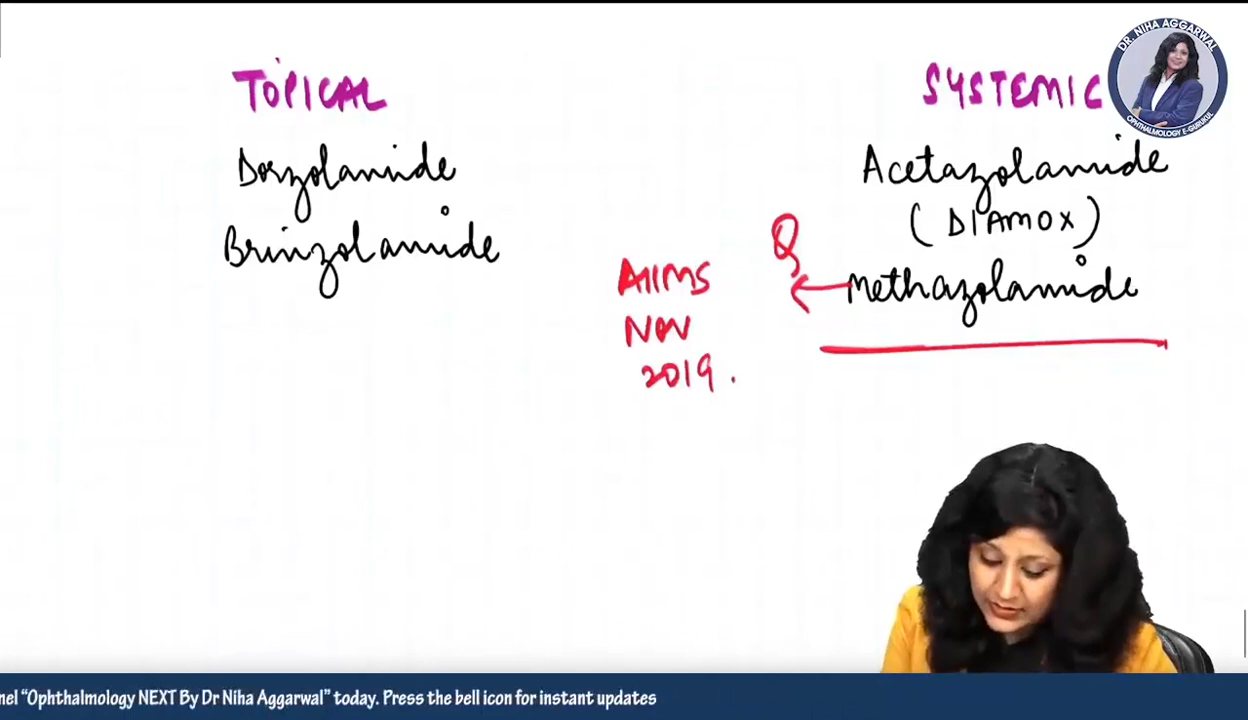 TOPICAL
Dorzolamide
Brinzolamide
SYSTEMIC
Acetazolamide
(DIAMOX)
Methazolamide
Q
AIIMS
NOV
2019.
DR. NIHA AGGARWAL
OPHTHALMOLOGY E-GURUKUL
nel “Ophthalmology NEXT By Dr Niha Aggarwal” today. Press the bell icon for instant updates